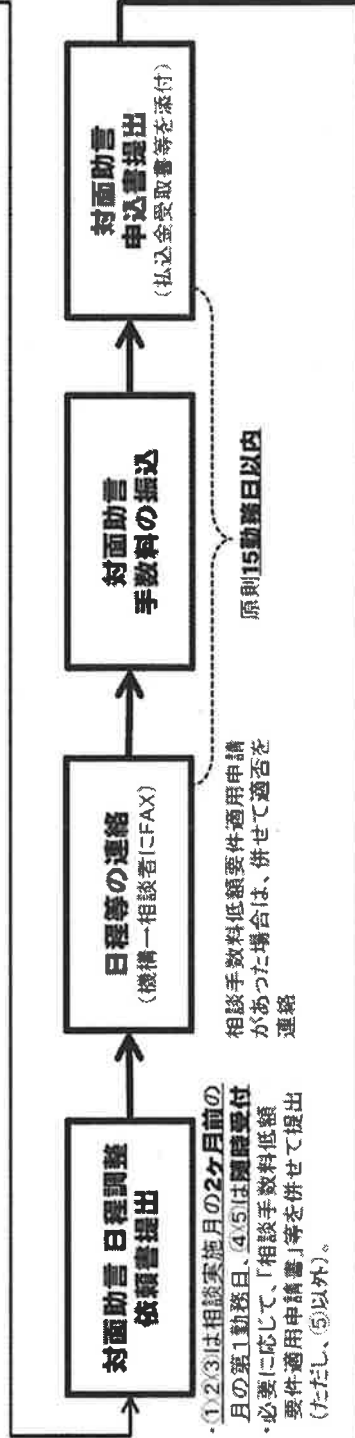 対面助言 日程調整
依頼書提出
・①②③は相談実施月の2ヶ月前の
月の第1勤務日、④⑤は随時受付
・必要に応じて、「相談手数料低額
要件適用申請書」等を併せて提出
(ただし、⑤以外)。
日程等の連絡
(機構→相談者にFAX)
相談手数料低額要件適用申請
があった場合は、併せて適否を
連絡
対面助言
手数料の振込
対面助言
申込書提出
(払込金受取書等を添付)
原則15勤務日以内